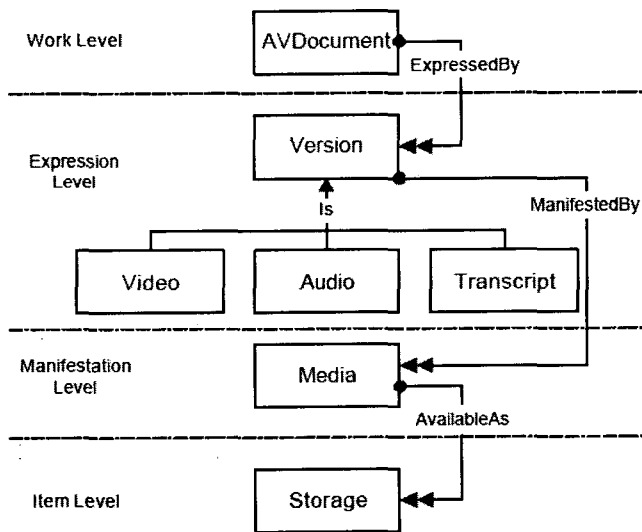 Work Level
AVDocument
ExpressedBy
Version
Expression
Level
Is
ManifestedBy
Video
Audio
Transcript
Manifestation
Level
Media
AvailableAs
Item Level
Storage